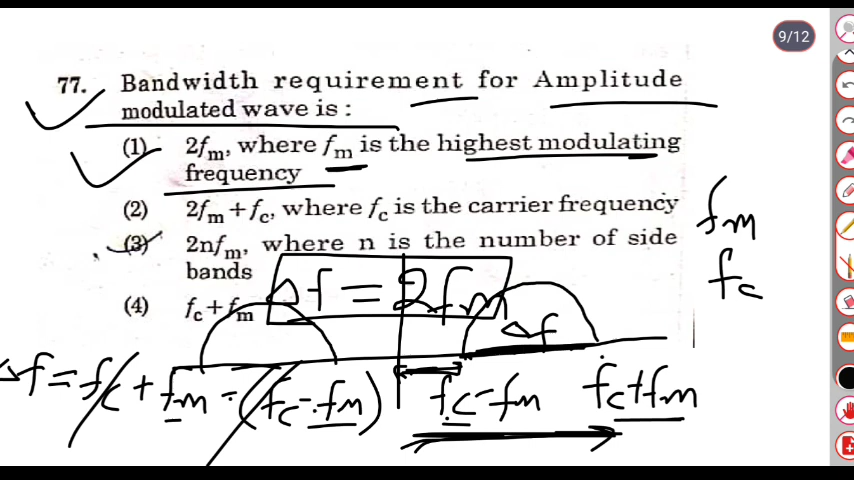 9/12
77. Bandwidth requirement for Amplitude
modulated wave is :
(1) 2fm, where fm is the highest modulating
frequency
(2) 2fm + fc, where fc is the carrier frequency
(3) 2nfm, where n is the number of side
bands
(4) fc + fm
fm
fc
Δf = 2fm
Δf
Δf = fc + fm - (fc - fm)
fc - fm
fc + fm